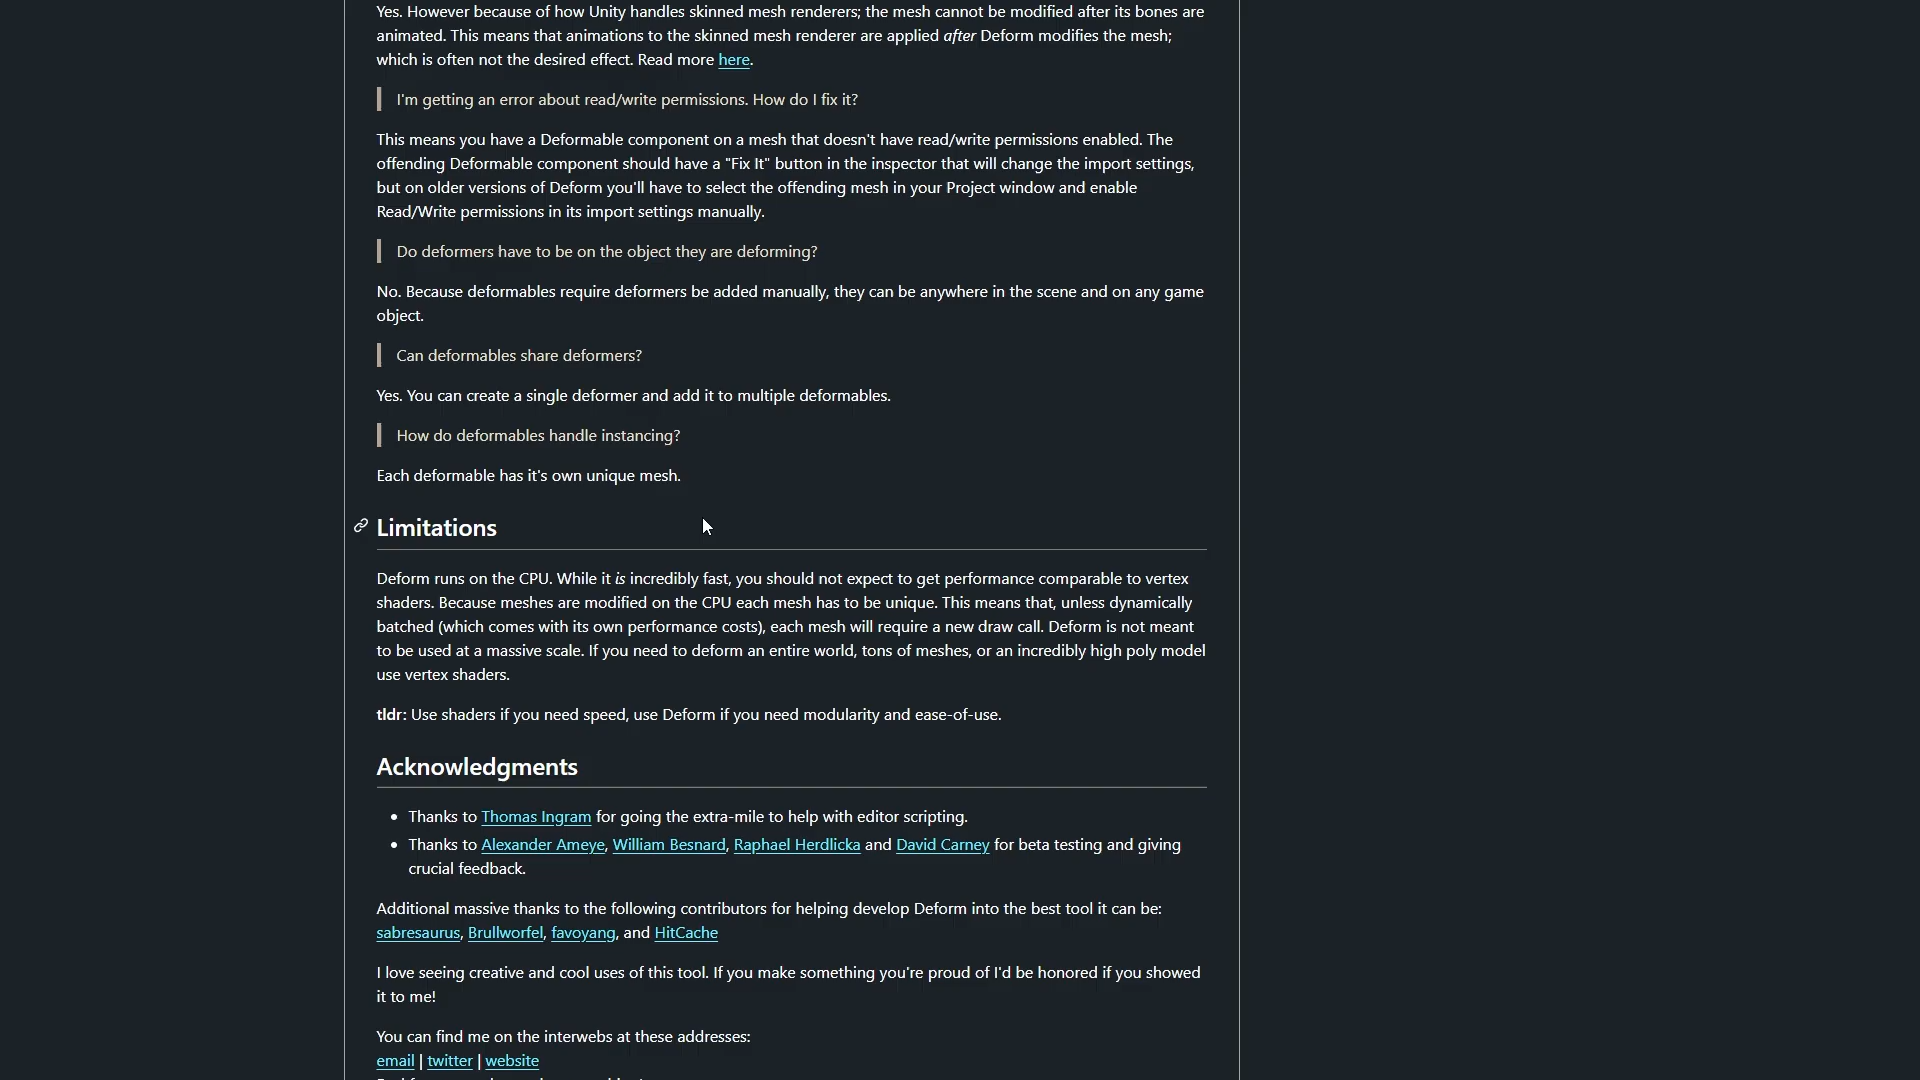 Yes. However because of how Unity handles skinned mesh renderers; the mesh cannot be modified after its bones are
animated. This means that animations to the skinned mesh renderer are applied after Deform modifies the mesh;
which is often not the desired effect. Read more here.
I'm getting an error about read/write permissions. How do I fix it?
This means you have a Deformable component on a mesh that doesn't have read/write permissions enabled. The
offending Deformable component should have a "Fix It" button in the inspector that will change the import settings,
but on older versions of Deform you'll have to select the offending mesh in your Project window and enable
Read/Write permissions in its import settings manually.
Do deformers have to be on the object they are deforming?
No. Because deformables require deformers be added manually, they can be anywhere in the scene and on any game
object.
Can deformables share deformers?
Yes. You can create a single deformer and add it to multiple deformables.
How do deformables handle instancing?
Each deformable has it's own unique mesh.
Limitations
Deform runs on the CPU. While it is incredibly fast, you should not expect to get performance comparable to vertex
shaders. Because meshes are modified on the CPU each mesh has to be unique. This means that, unless dynamically
batched (which comes with its own performance costs), each mesh will require a new draw call. Deform is not meant
to be used at a massive scale. If you need to deform an entire world, tons of meshes, or an incredibly high poly model
use vertex shaders.
tldr: Use shaders if you need speed, use Deform if you need modularity and ease-of-use.
Acknowledgments
• Thanks to Thomas Ingram for going the extra-mile to help with editor scripting.
• Thanks to Alexander Ameye, William Besnard, Raphael Herdlicka and David Carney for beta testing and giving
crucial feedback.
Additional massive thanks to the following contributors for helping develop Deform into the best tool it can be:
sabresaurus, Brullworfel, favoyang, and HitCache
I love seeing creative and cool uses of this tool. If you make something you're proud of I'd be honored if you showed
it to me!
You can find me on the interwebs at these addresses:
email | twitter | website